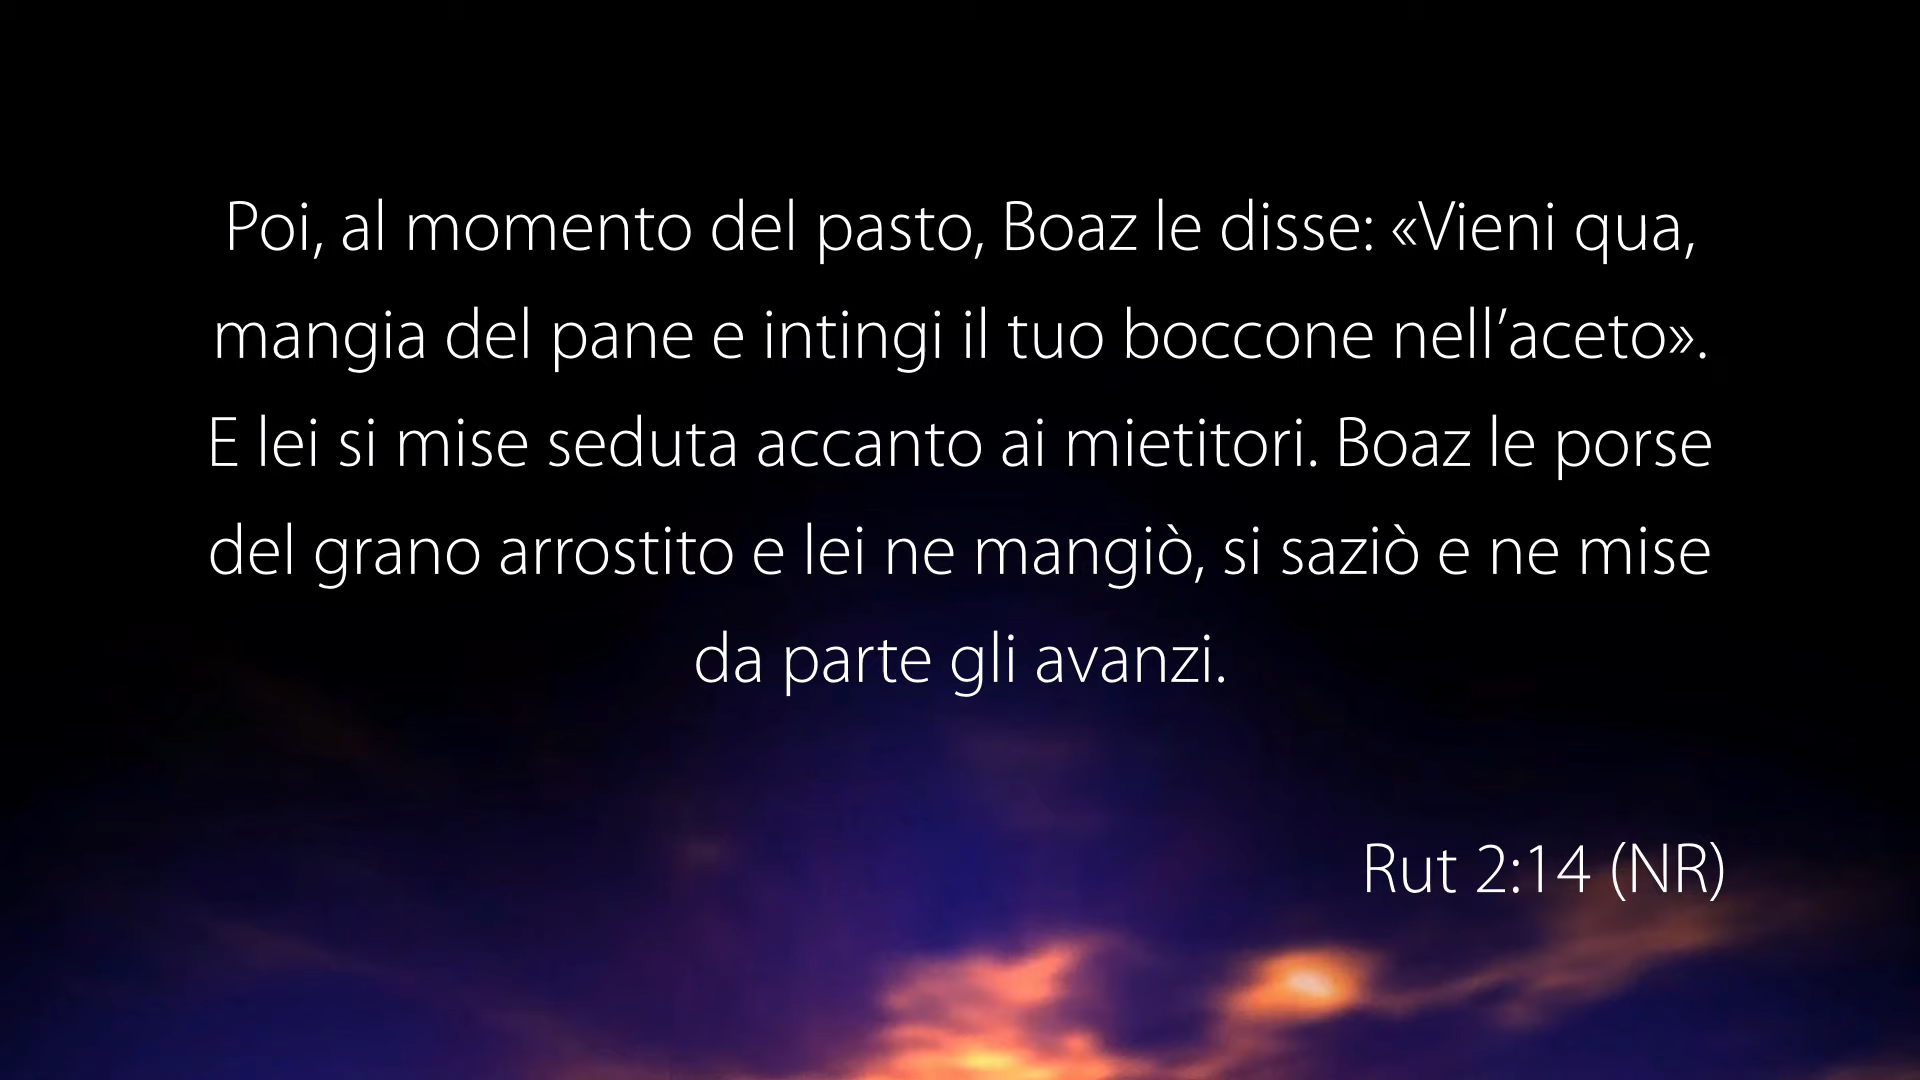 Poi, al momento del pasto, Boaz le disse: «Vieni qua,
mangia del pane e intingi il tuo boccone nell’aceto».
E lei si mise seduta accanto ai mietitori. Boaz le porse
del grano arrostito e lei ne mangiò, si saziò e ne mise
da parte gli avanzi.
Rut 2:14 (NR)